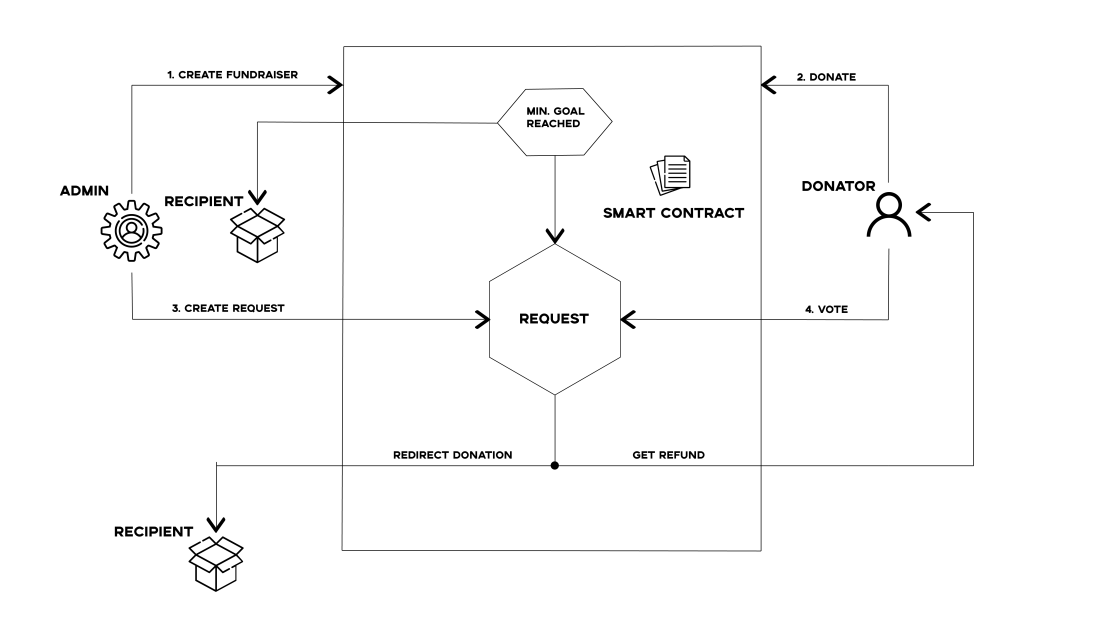 1. CREATE FUNDRAISER
2. DONATE
MIN. GOAL
REACHED
ADMIN
RECIPIENT
DONATOR
SMART CONTRACT
3. CREATE REQUEST
REQUEST
4. VOTE
REDIRECT DONATION
GET REFUND
RECIPIENT